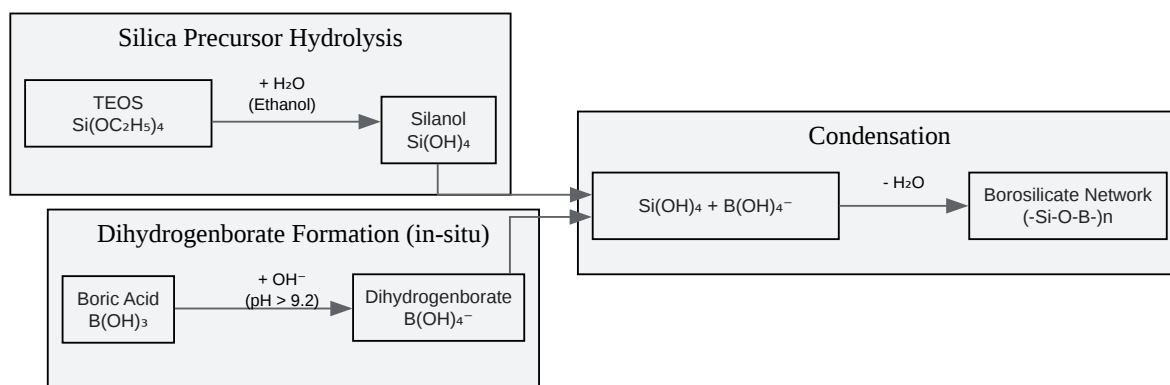 Silica Precursor Hydrolysis
TEOS
Si(OC₂H₅)₄
+ H₂O
(Ethanol)
Silanol
Si(OH)₄
Dihydrogenborate Formation (in-situ)
Boric Acid
B(OH)₃
+ OH⁻
(pH > 9.2)
Dihydrogenborate
B(OH)₄⁻
Condensation
Si(OH)₄ + B(OH)₄⁻
- H₂O
Borosilicate Network
(-Si-O-B-)n